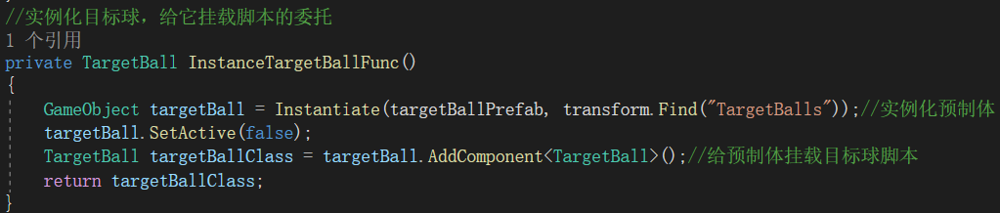 //实例化目标球，给它挂载脚本的委托
1 个引用
private TargetBall InstanceTargetBallFunc()
{
    GameObject targetBall = Instantiate(targetBallPrefab, transform.Find("TargetBalls"));//实例化预制体
    targetBall.SetActive(false);
    TargetBall targetBallClass = targetBall.AddComponent<TargetBall>();//给预制体挂载目标球脚本
    return targetBallClass;
}